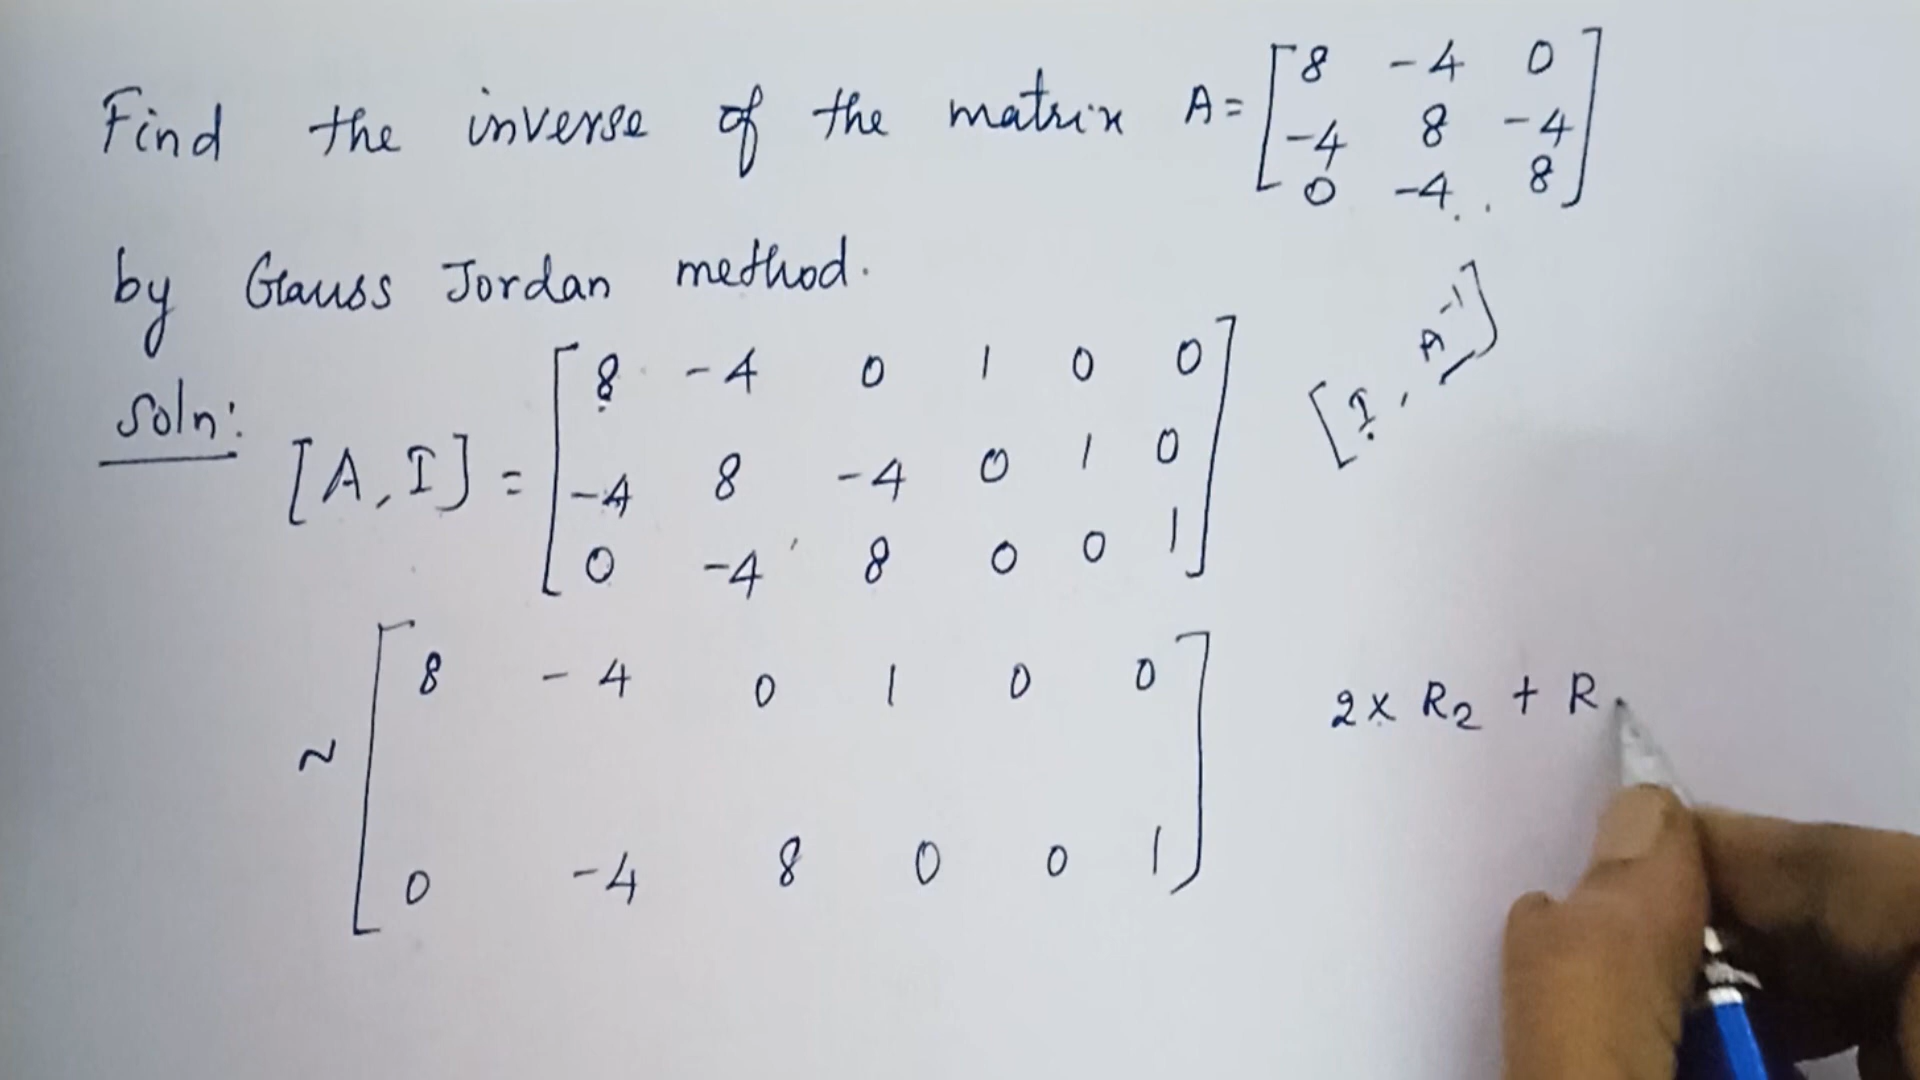 Find the inverse of the matrix A = [8 -4 0
-4 8 -4
0 -4 8]
by Gauss Jordan method.
Soln:
[A, I] = [8 -4 0 1 0 0
-4 8 -4 0 1 0
0 -4 8 0 0 1]
[I, A⁻¹]
~ [8 -4 0 1 0 0
0 -4 8 0 0 1]
2 x R₂ + R